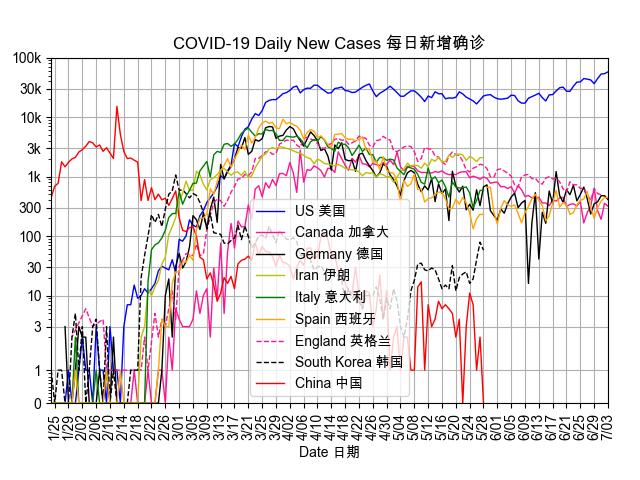 COVID-19 Daily New Cases 每日新增确诊
100k
30k
10k
3k
1k
300
100
30
10
3
1
0
US 美国
Canada 加拿大
Germany 德国
Iran 伊朗
Italy 意大利
Spain 西班牙
England 英格兰
South Korea 韩国
China 中国
1/25 1/29 2/02 2/06 2/10 2/14 2/18 2/22 2/26 3/01 3/05 3/09 3/13 3/17 3/21 3/25 3/29 4/02 4/06 4/10 4/14 4/18 4/22 4/26 4/30 5/04 5/08 5/12 5/16 5/20 5/24 5/28 6/01 6/05 6/09 6/13 6/17 6/21 6/25 6/29 7/03
Date 日期